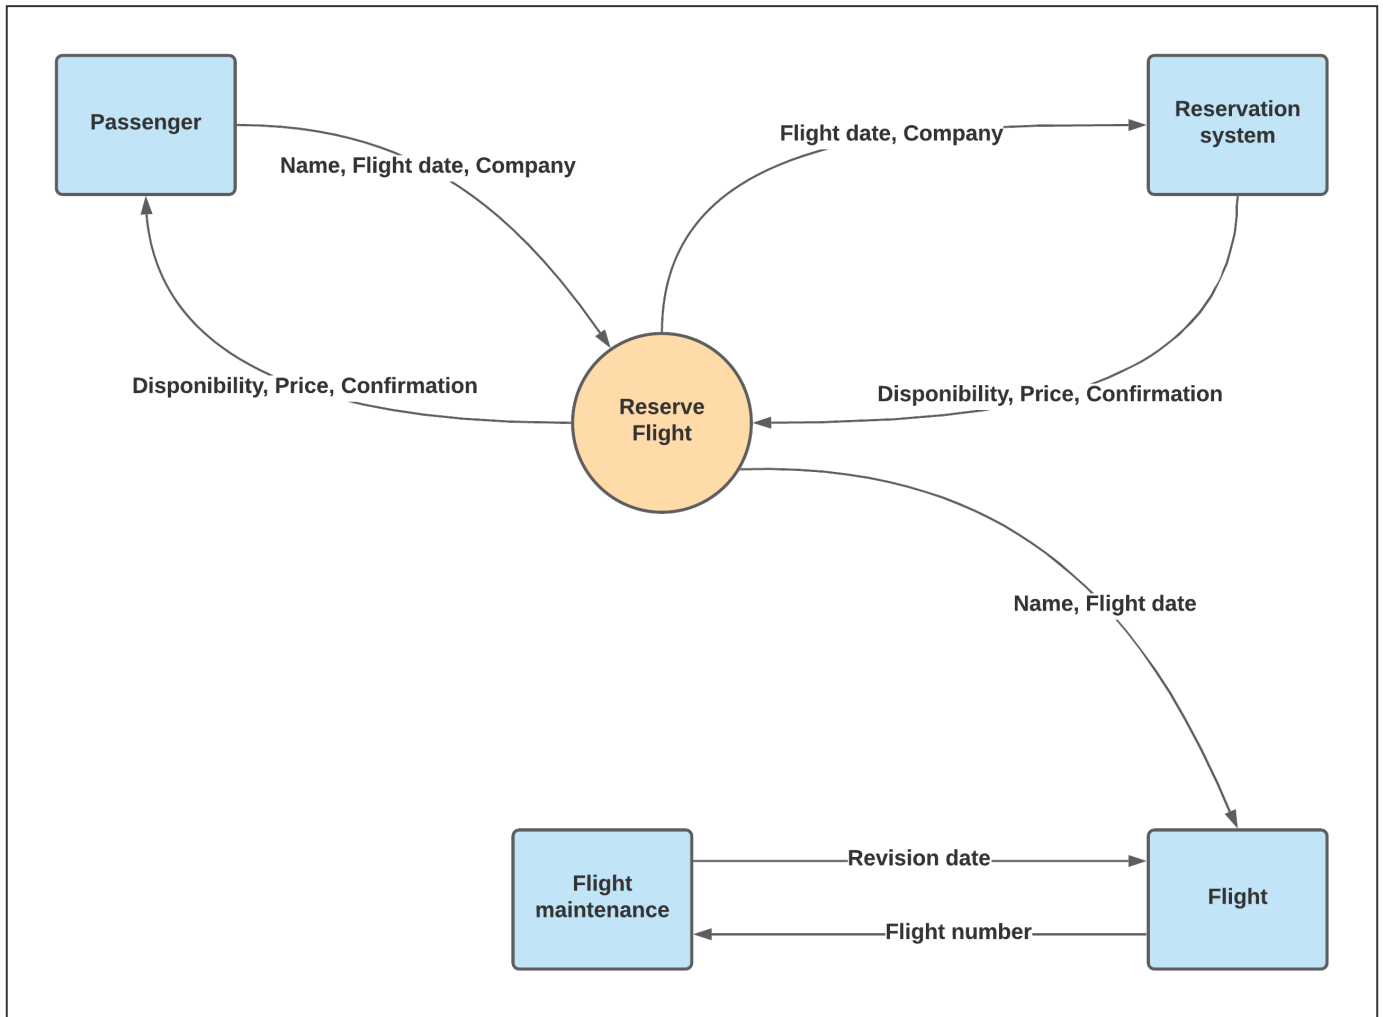 Passenger
Reservation
system
Flight date, Company
Name, Flight date, Company
Disponibility, Price, Confirmation
Disponibility, Price, Confirmation
Reserve
Flight
Name, Flight date
Flight
maintenance
Revision date
Flight number
Flight